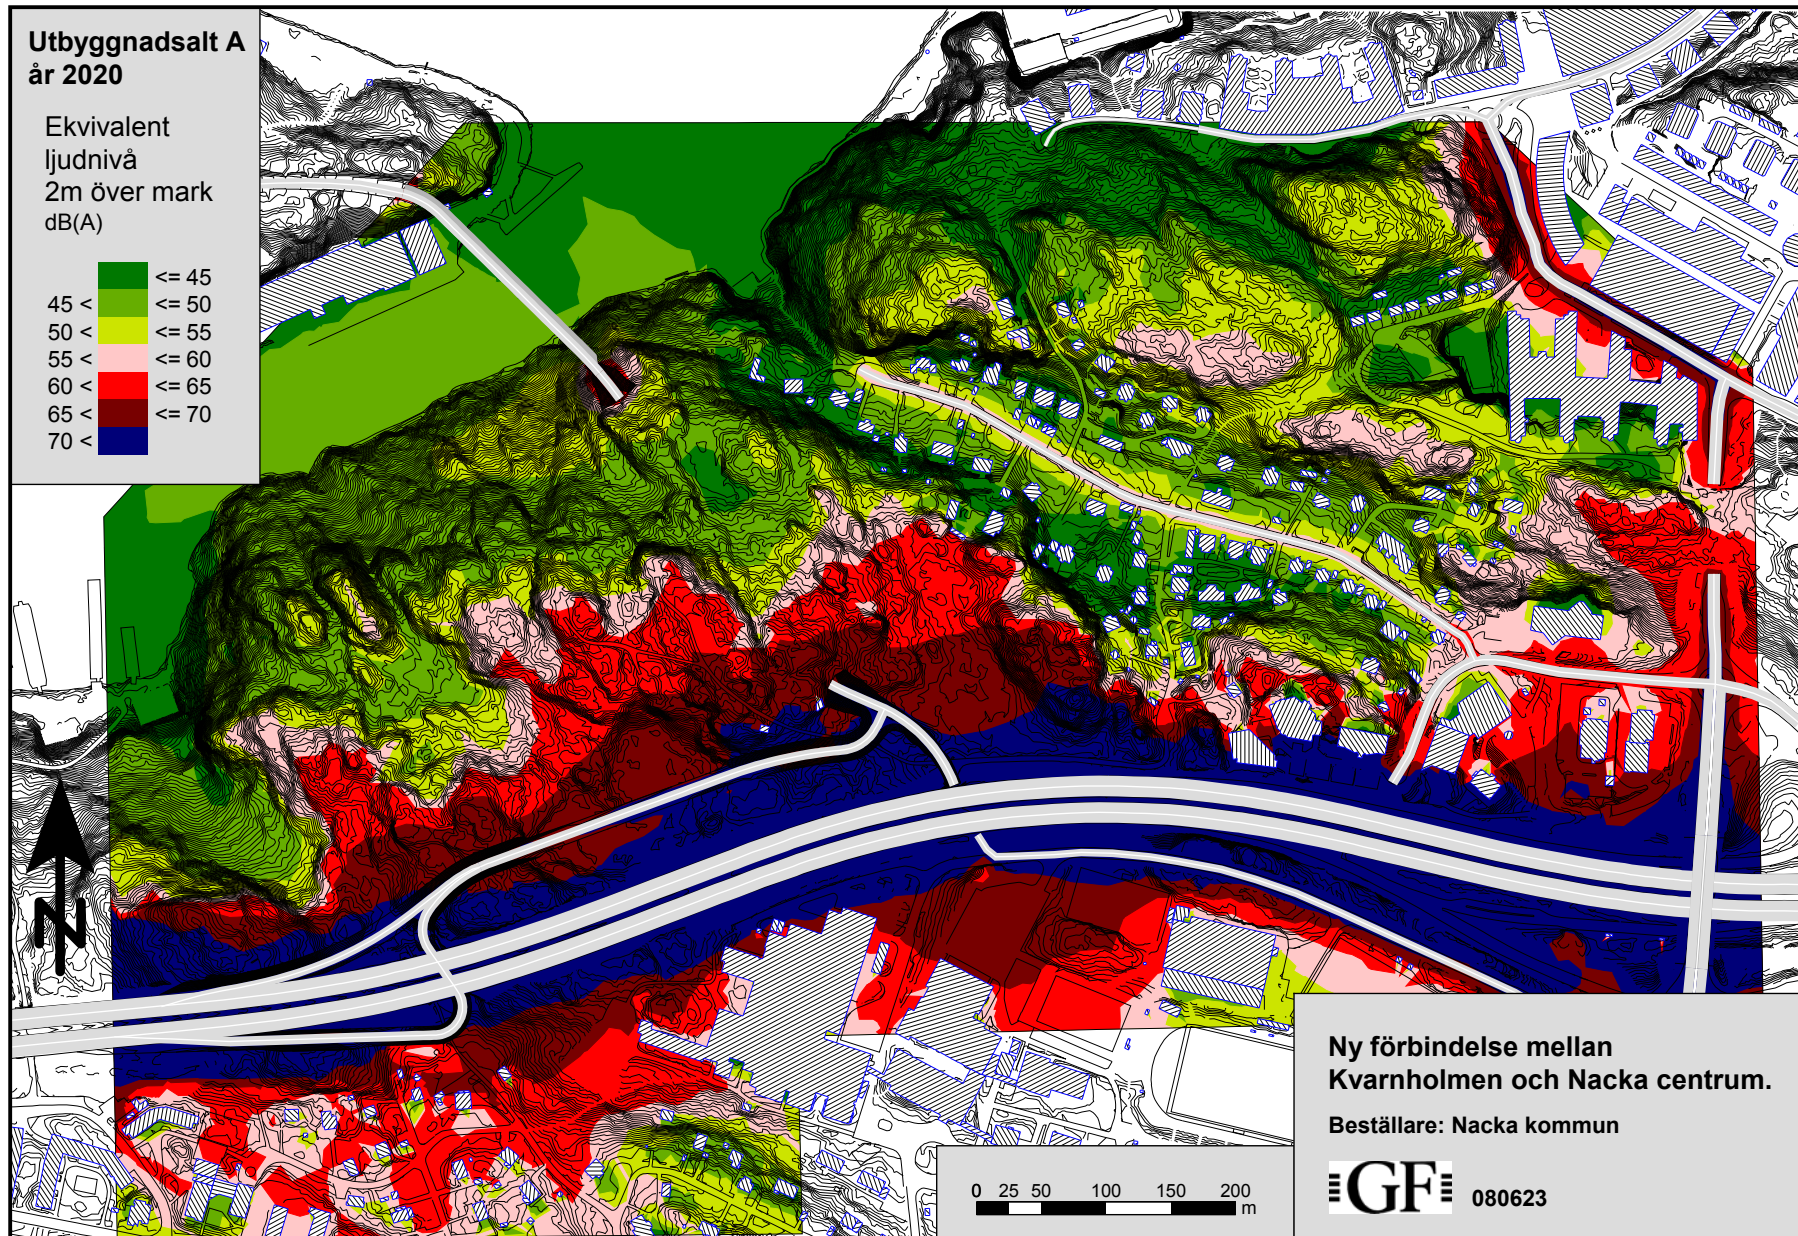 Utbyggnadsalt A
år 2020
Ekvivalent
ljudnivå
2m över mark
dB(A)
<= 45
45 < <= 50
50 < <= 55
55 < <= 60
60 < <= 65
65 < <= 70
70 <
N
0 25 50 100 150 200
m
Ny förbindelse mellan
Kvarnholmen och Nacka centrum.
Beställare: Nacka kommun
GF 080623